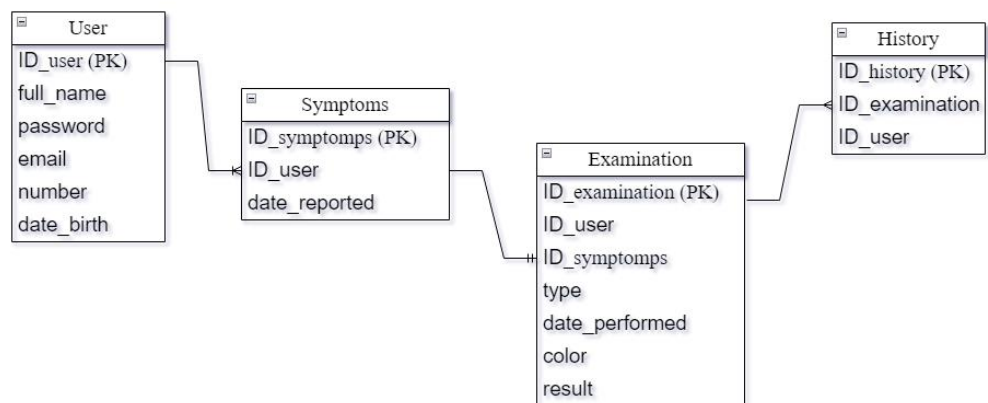 User
ID_user (PK)
full_name
password
email
number
date_birth
Symptoms
ID_symptomps (PK)
ID_user
date_reported
Examination
ID_examination (PK)
ID_user
ID_symptomps
type
date_performed
color
result
History
ID_history (PK)
ID_examination
ID_user